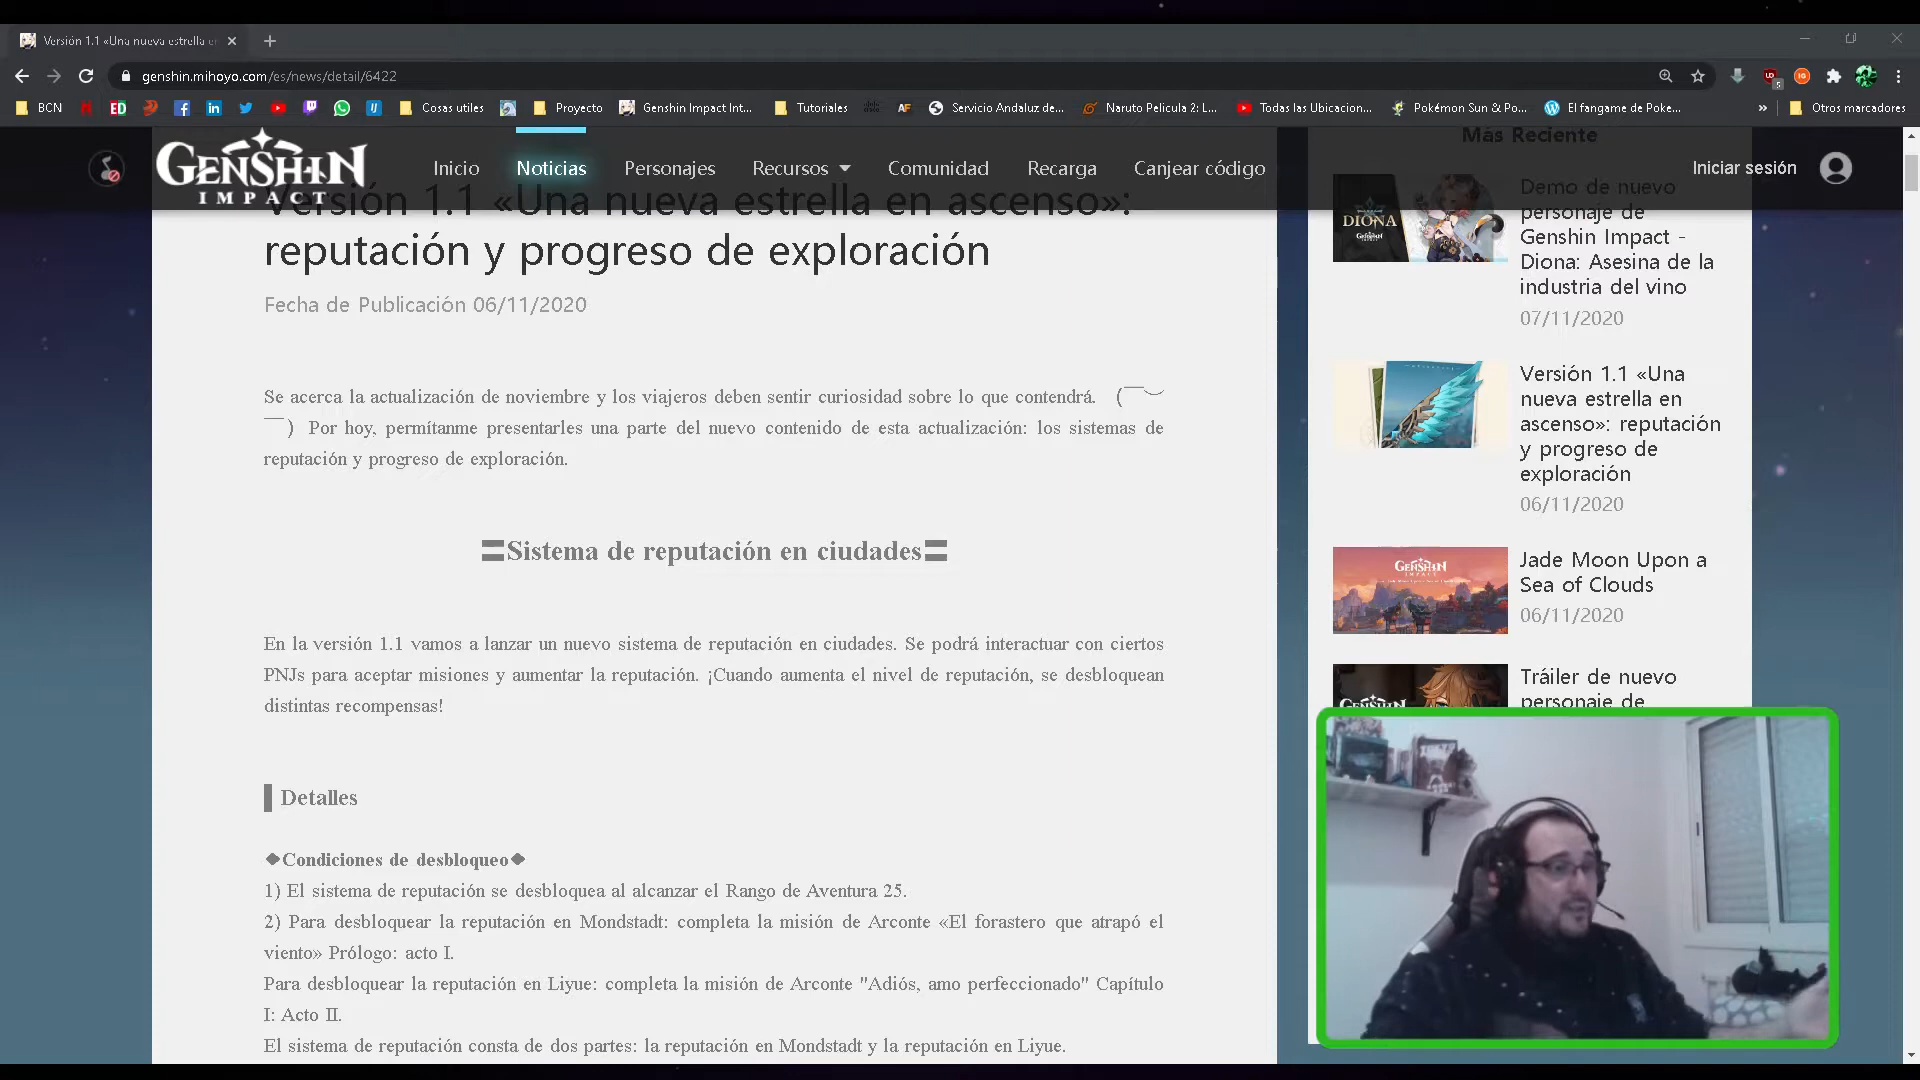 Versión 1.1 «Una nueva estrella en
genshin.mihoyo.com/es/news/detail/6422
BCN
ED
Cosas utiles
Proyecto
Genshin Impact Int...
Tutoriales
AF
Servicio Andaluz de...
Naruto Pelicula 2: L...
Todas las Ubicacion...
Pokémon Sun & Po...
El fangame de Poke...
»
Otros marcadores
GENSHIN
IMPACT
Inicio
Noticias
Personajes
Recursos
Comunidad
Recarga
Canjear código
Iniciar sesión
Versión 1.1 «Una nueva estrella en ascenso»:
reputación y progreso de exploración
Fecha de Publicación 06/11/2020
Se acerca la actualización de noviembre y los viajeros deben sentir curiosidad sobre lo que contendrá. (￣︶
￣) Por hoy, permítanme presentarles una parte del nuevo contenido de esta actualización: los sistemas de
reputación y progreso de exploración.
〓Sistema de reputación en ciudades〓
En la versión 1.1 vamos a lanzar un nuevo sistema de reputación en ciudades. Se podrá interactuar con ciertos
PNJs para aceptar misiones y aumentar la reputación. ¡Cuando aumenta el nivel de reputación, se desbloquean
distintas recompensas!
▌Detalles
◆Condiciones de desbloqueo◆
1) El sistema de reputación se desbloquea al alcanzar el Rango de Aventura 25.
2) Para desbloquear la reputación en Mondstadt: completa la misión de Arconte «El forastero que atrapó el
viento» Prólogo: acto I.
Para desbloquear la reputación en Liyue: completa la misión de Arconte "Adiós, amo perfeccionado" Capítulo
I: Acto II.
El sistema de reputación consta de dos partes: la reputación en Mondstadt y la reputación en Liyue.
Más Reciente
DIONA
Demo de nuevo
personaje de
Genshin Impact -
Diona: Asesina de la
industria del vino
07/11/2020
Versión 1.1 «Una
nueva estrella en
ascenso»: reputación
y progreso de
exploración
06/11/2020
GENSHIN
IMPACT
Jade Moon Upon a
Sea of Clouds
06/11/2020
GENSHIN
Tráiler de nuevo
personaje de